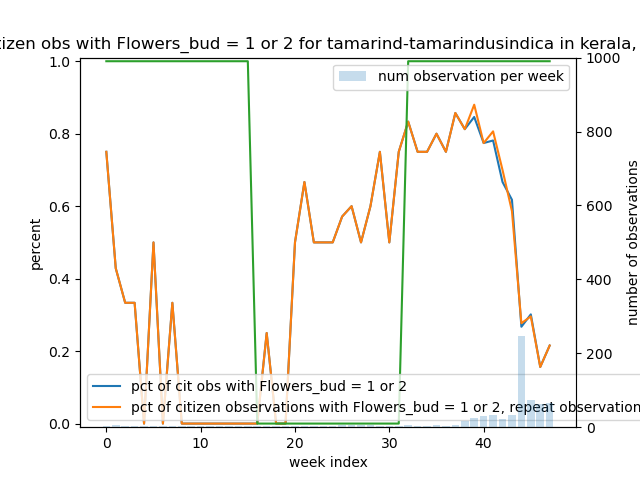 tizen obs with Flowers_bud = 1 or 2 for tamarind-tamarindusindica in kerala,
1.0
0.8
0.6
0.4
0.2
0.0
percent
0
10
20
30
40
week index
1000
800
600
400
200
0
number of observations
num observation per week
pct of cit obs with Flowers_bud = 1 or 2
pct of citizen observations with Flowers_bud = 1 or 2, repeat observation